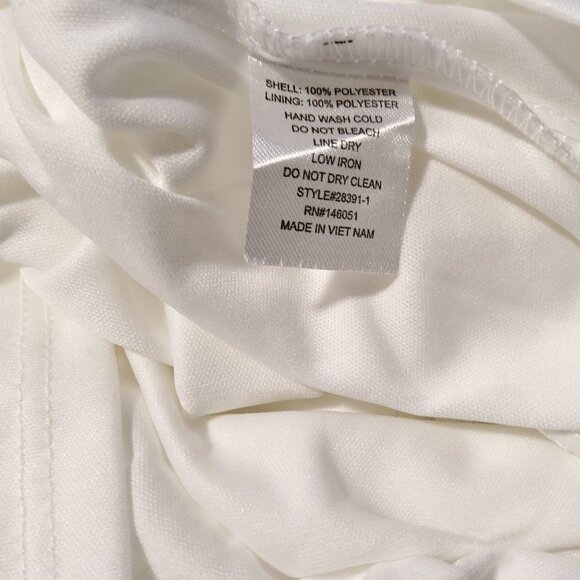 SHELL: 100% POLYESTER
LINING: 100% POLYESTER
HAND WASH COLD
DO NOT BLEACH
LINE DRY
LOW IRON
DO NOT DRY CLEAN
STYLE#28391-1
RN#146051
MADE IN VIET NAM